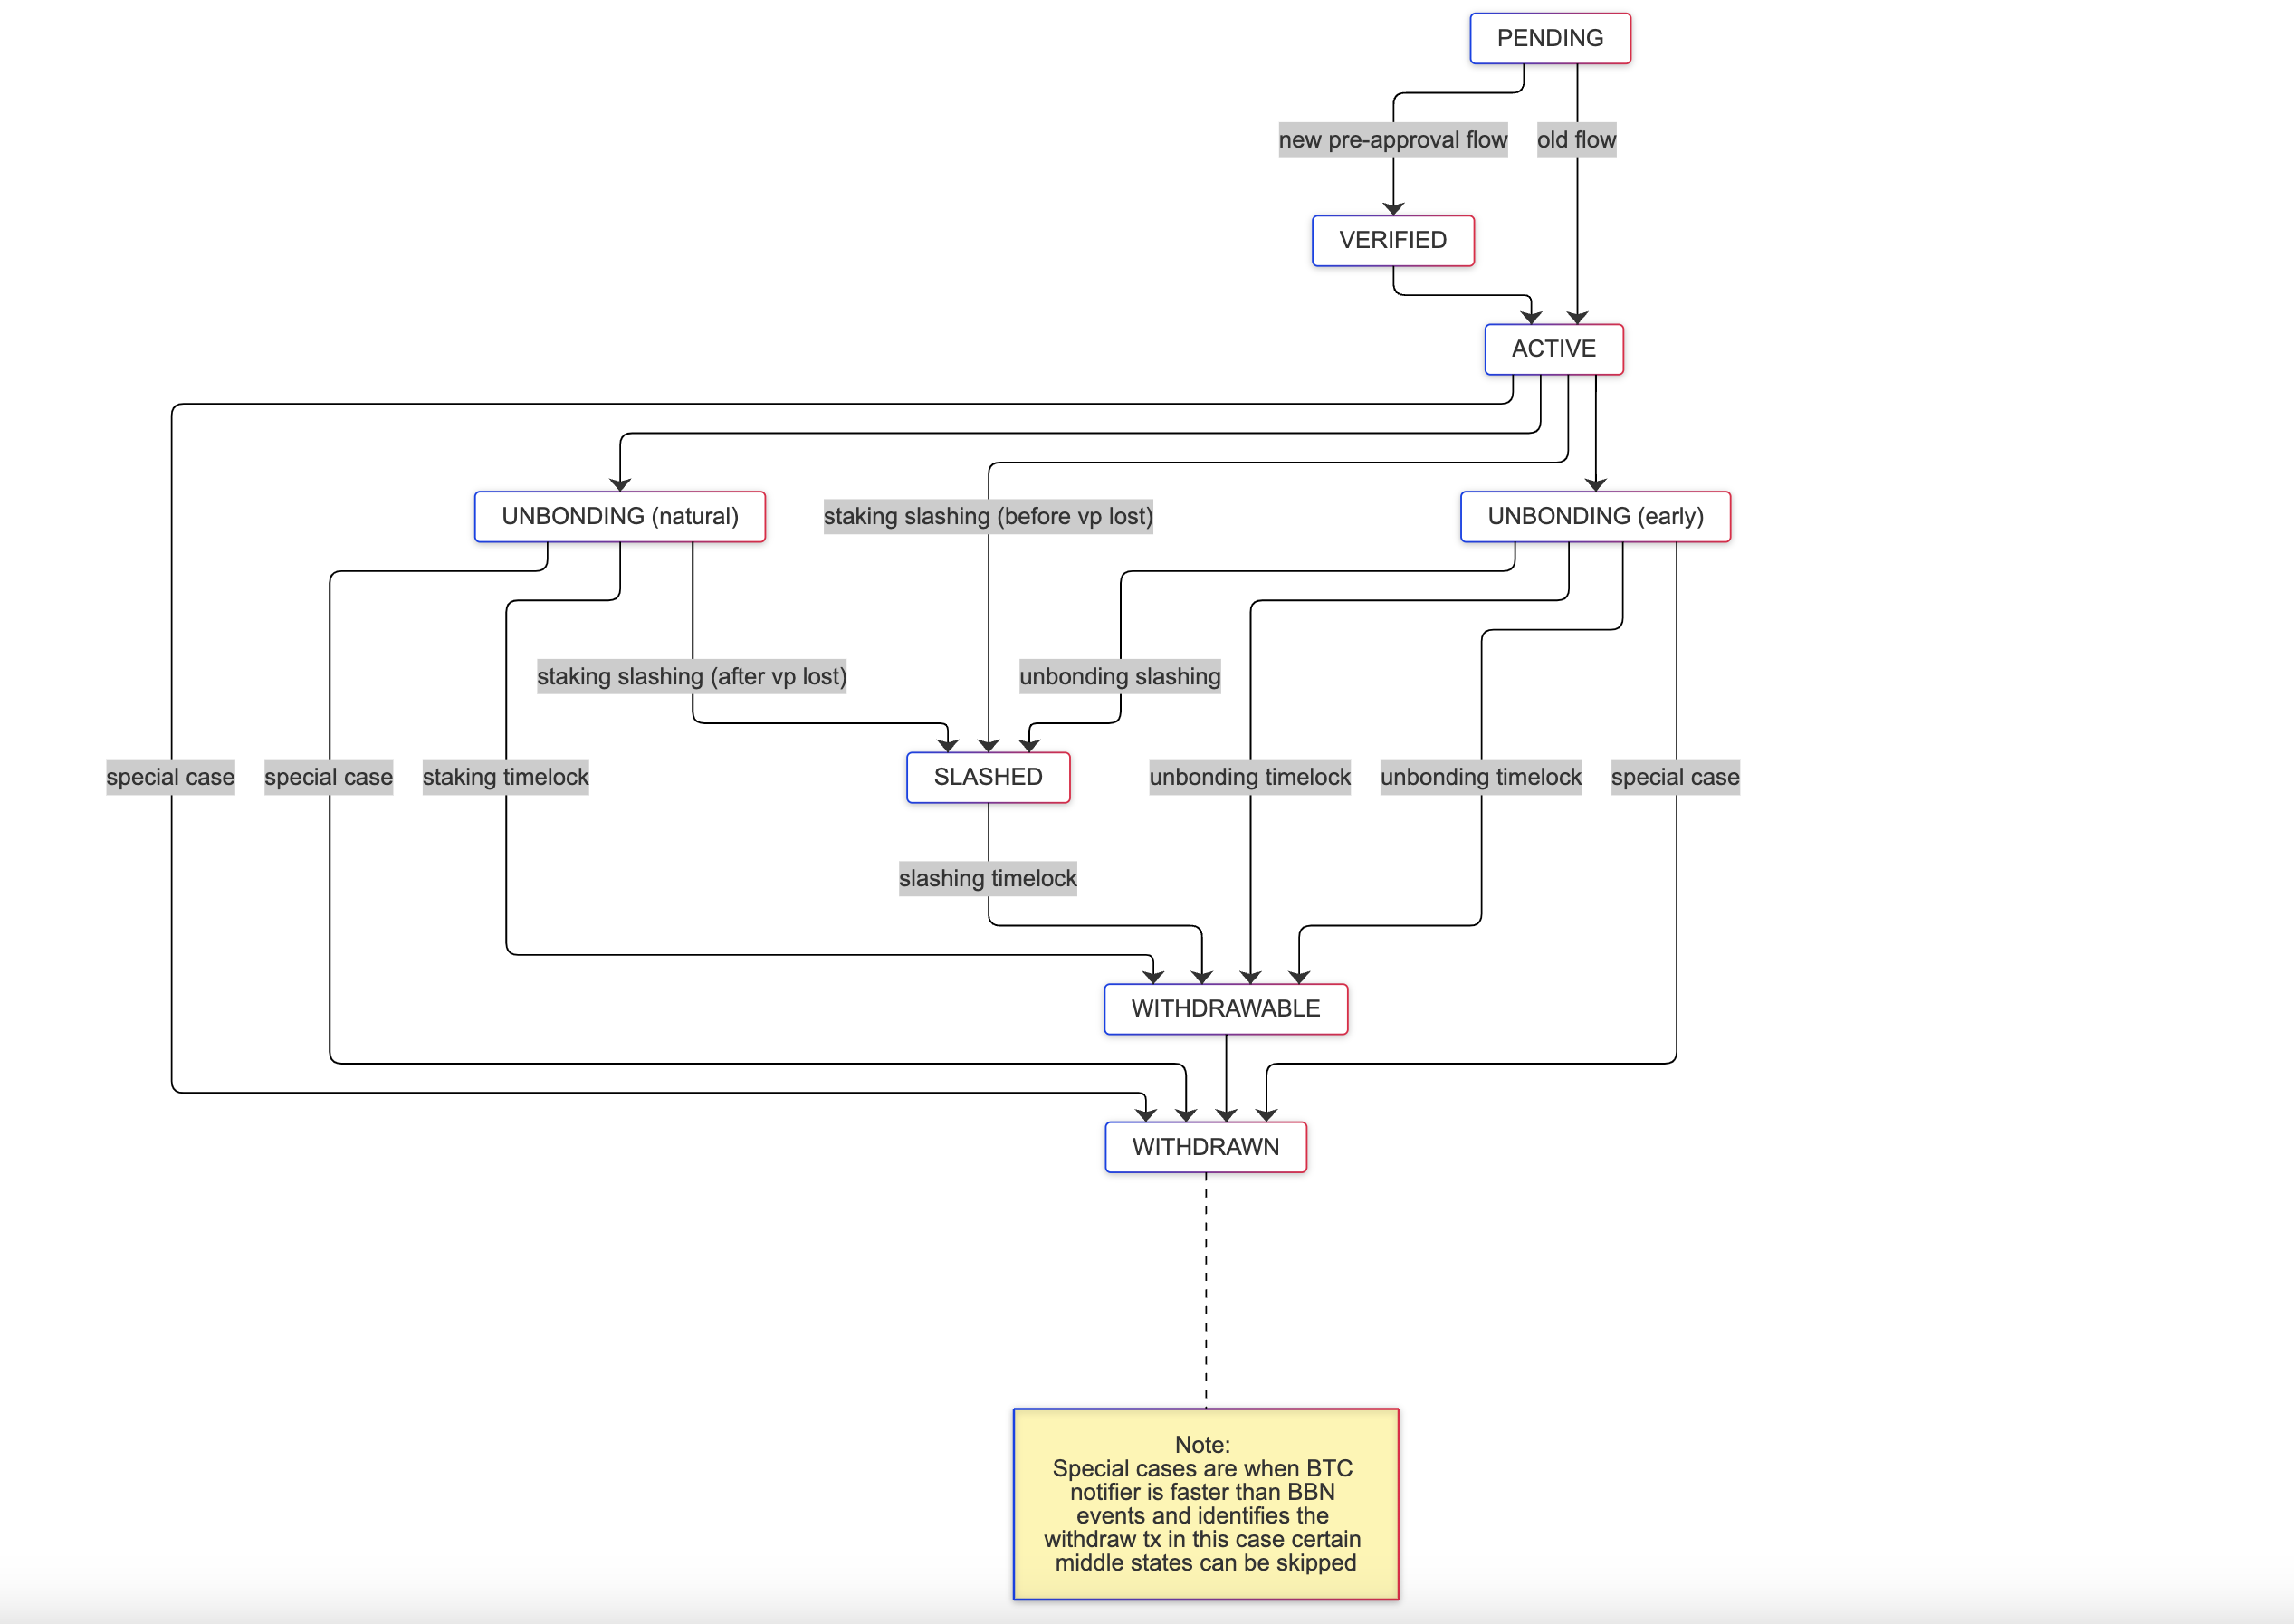 PENDING
new pre-approval flow
old flow
VERIFIED
ACTIVE
UNBONDING (natural)
staking slashing (before vp lost)
UNBONDING (early)
staking slashing (after vp lost)
unbonding slashing
special case
special case
staking timelock
SLASHED
unbonding timelock
unbonding timelock
special case
slashing timelock
WITHDRAWABLE
WITHDRAWN
Note:
Special cases are when BTC
notifier is faster than BBN
events and identifies the
withdraw tx in this case certain
middle states can be skipped